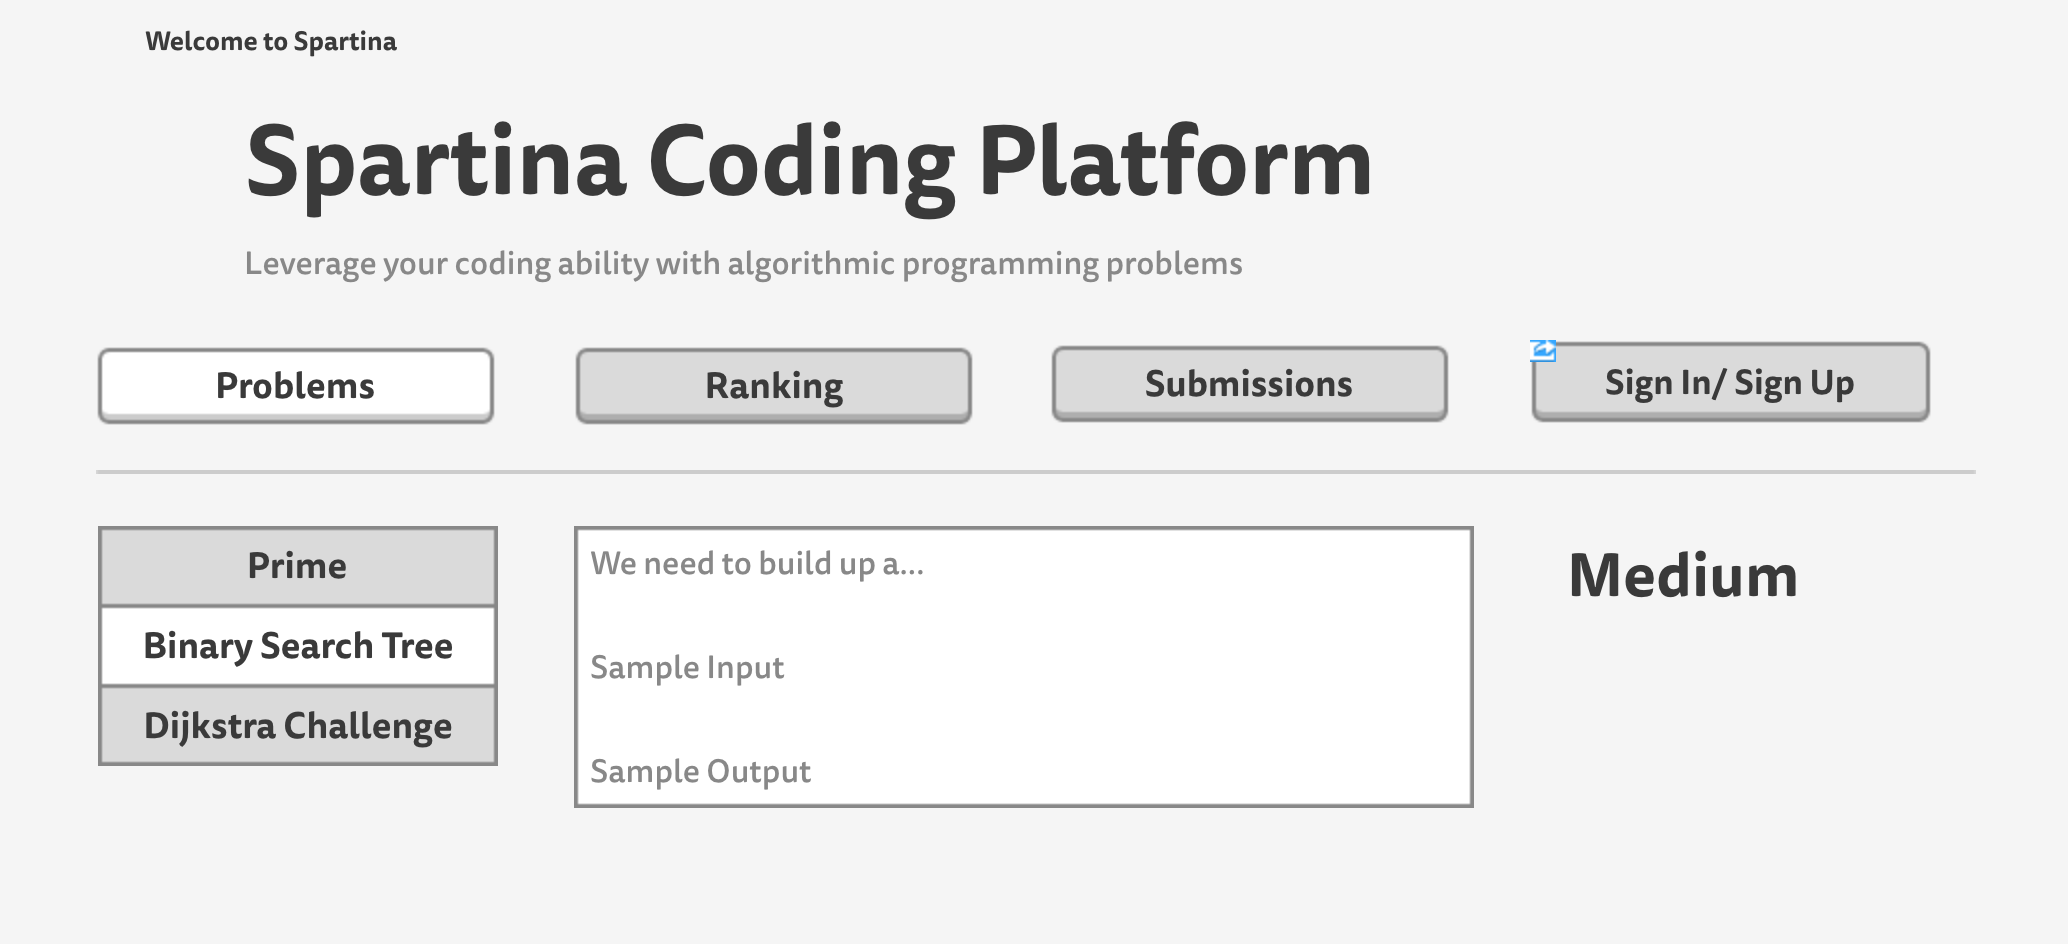 Welcome to Spartina
Spartina Coding Platform
Leverage your coding ability with algorithmic programming problems
Problems
Ranking
Submissions
Sign In/ Sign Up
Prime
Binary Search Tree
Dijkstra Challenge
We need to build up a...
Sample Input
Sample Output
Medium